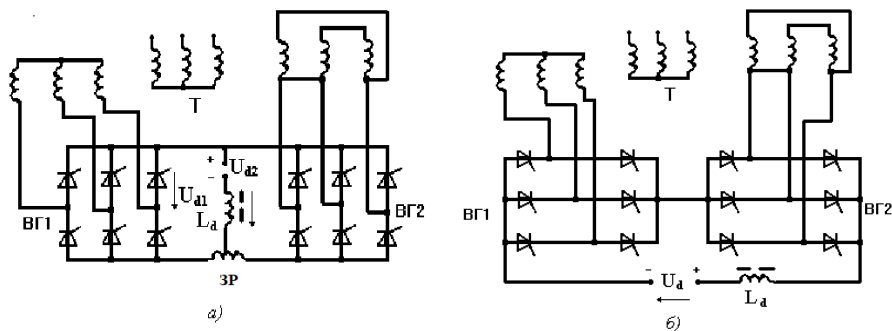 T
+
−
U_d2
U_d1
L_d
ВГ1
ВГ2
ЗР
а)
T
ВГ1
ВГ2
− U_d +
L_d
б)